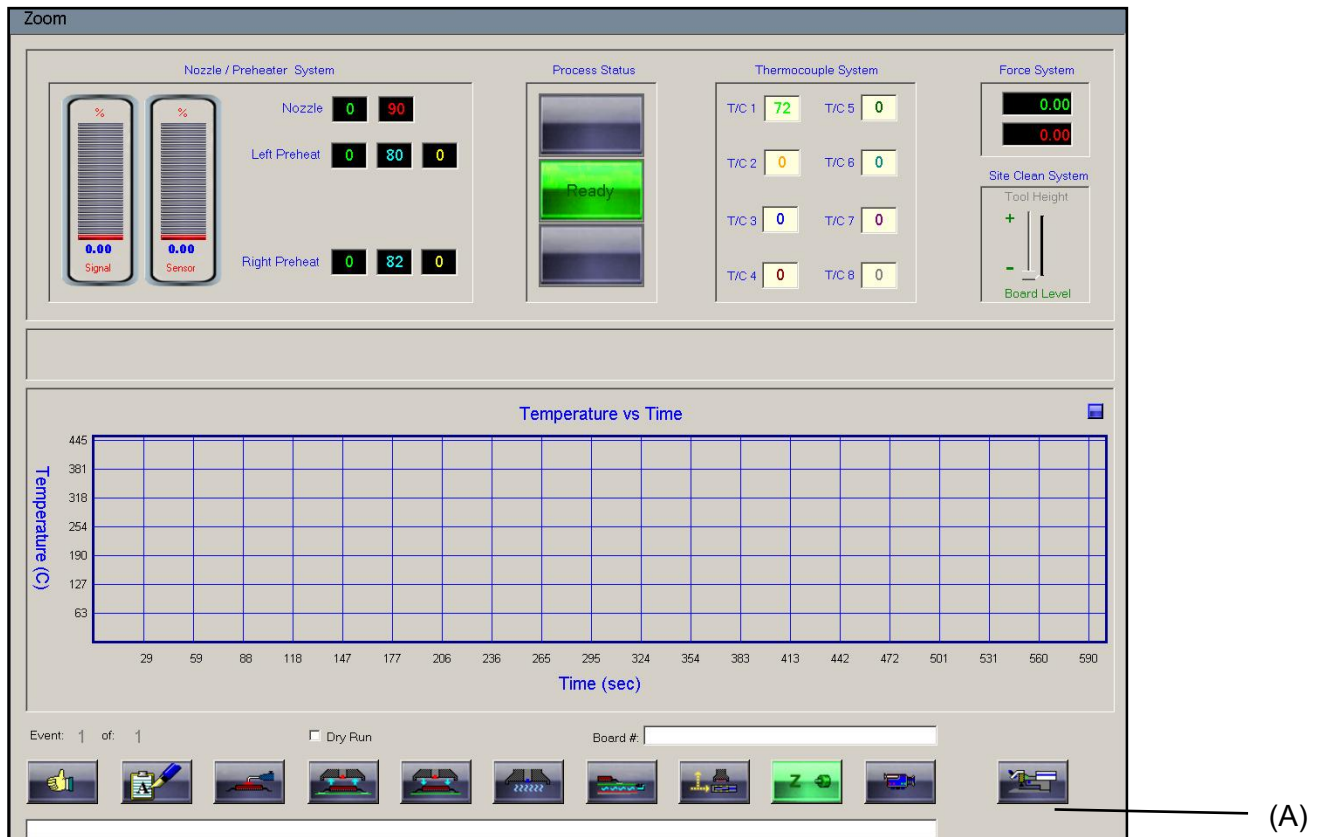 Zoom
Nozzle / Preheater System
Process Status
Thermocouple System
Force System
% %
Nozzle 0 90
Left Preheat 0 80 0
Right Preheat 0 82 0
0.00 0.00
Signal Sensor
Ready
T/C 1 72 T/C 5 0
T/C 2 0 T/C 6 0
T/C 3 0 T/C 7 0
T/C 4 0 T/C 8 0
0.00
0.00
Site Clean System
Tool Height
+
-
Board Level
Temperature vs Time
Temperature (C)
445
381
318
254
190
127
63
29 59 88 118 147 177 206 236 265 295 324 354 383 413 442 472 501 531 560 590
Time (sec)
Event: 1 of: 1 Dry Run Board #:
A
Z
(A)